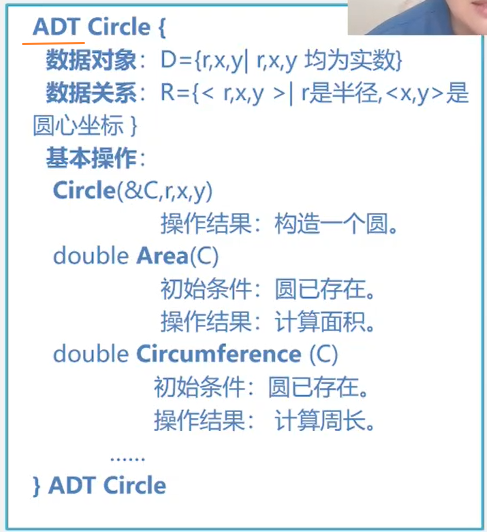 ADT Circle {
数据对象：D={r,x,y| r,x,y 均为实数}
数据关系：R={< r,x,y >| r是半径,<x,y>是
圆心坐标 }
基本操作：
Circle(&C,r,x,y)
操作结果：构造一个圆。
double Area(C)
初始条件：圆已存在。
操作结果：计算面积。
double Circumference (C)
初始条件：圆已存在。
操作结果： 计算周长。
……
} ADT Circle